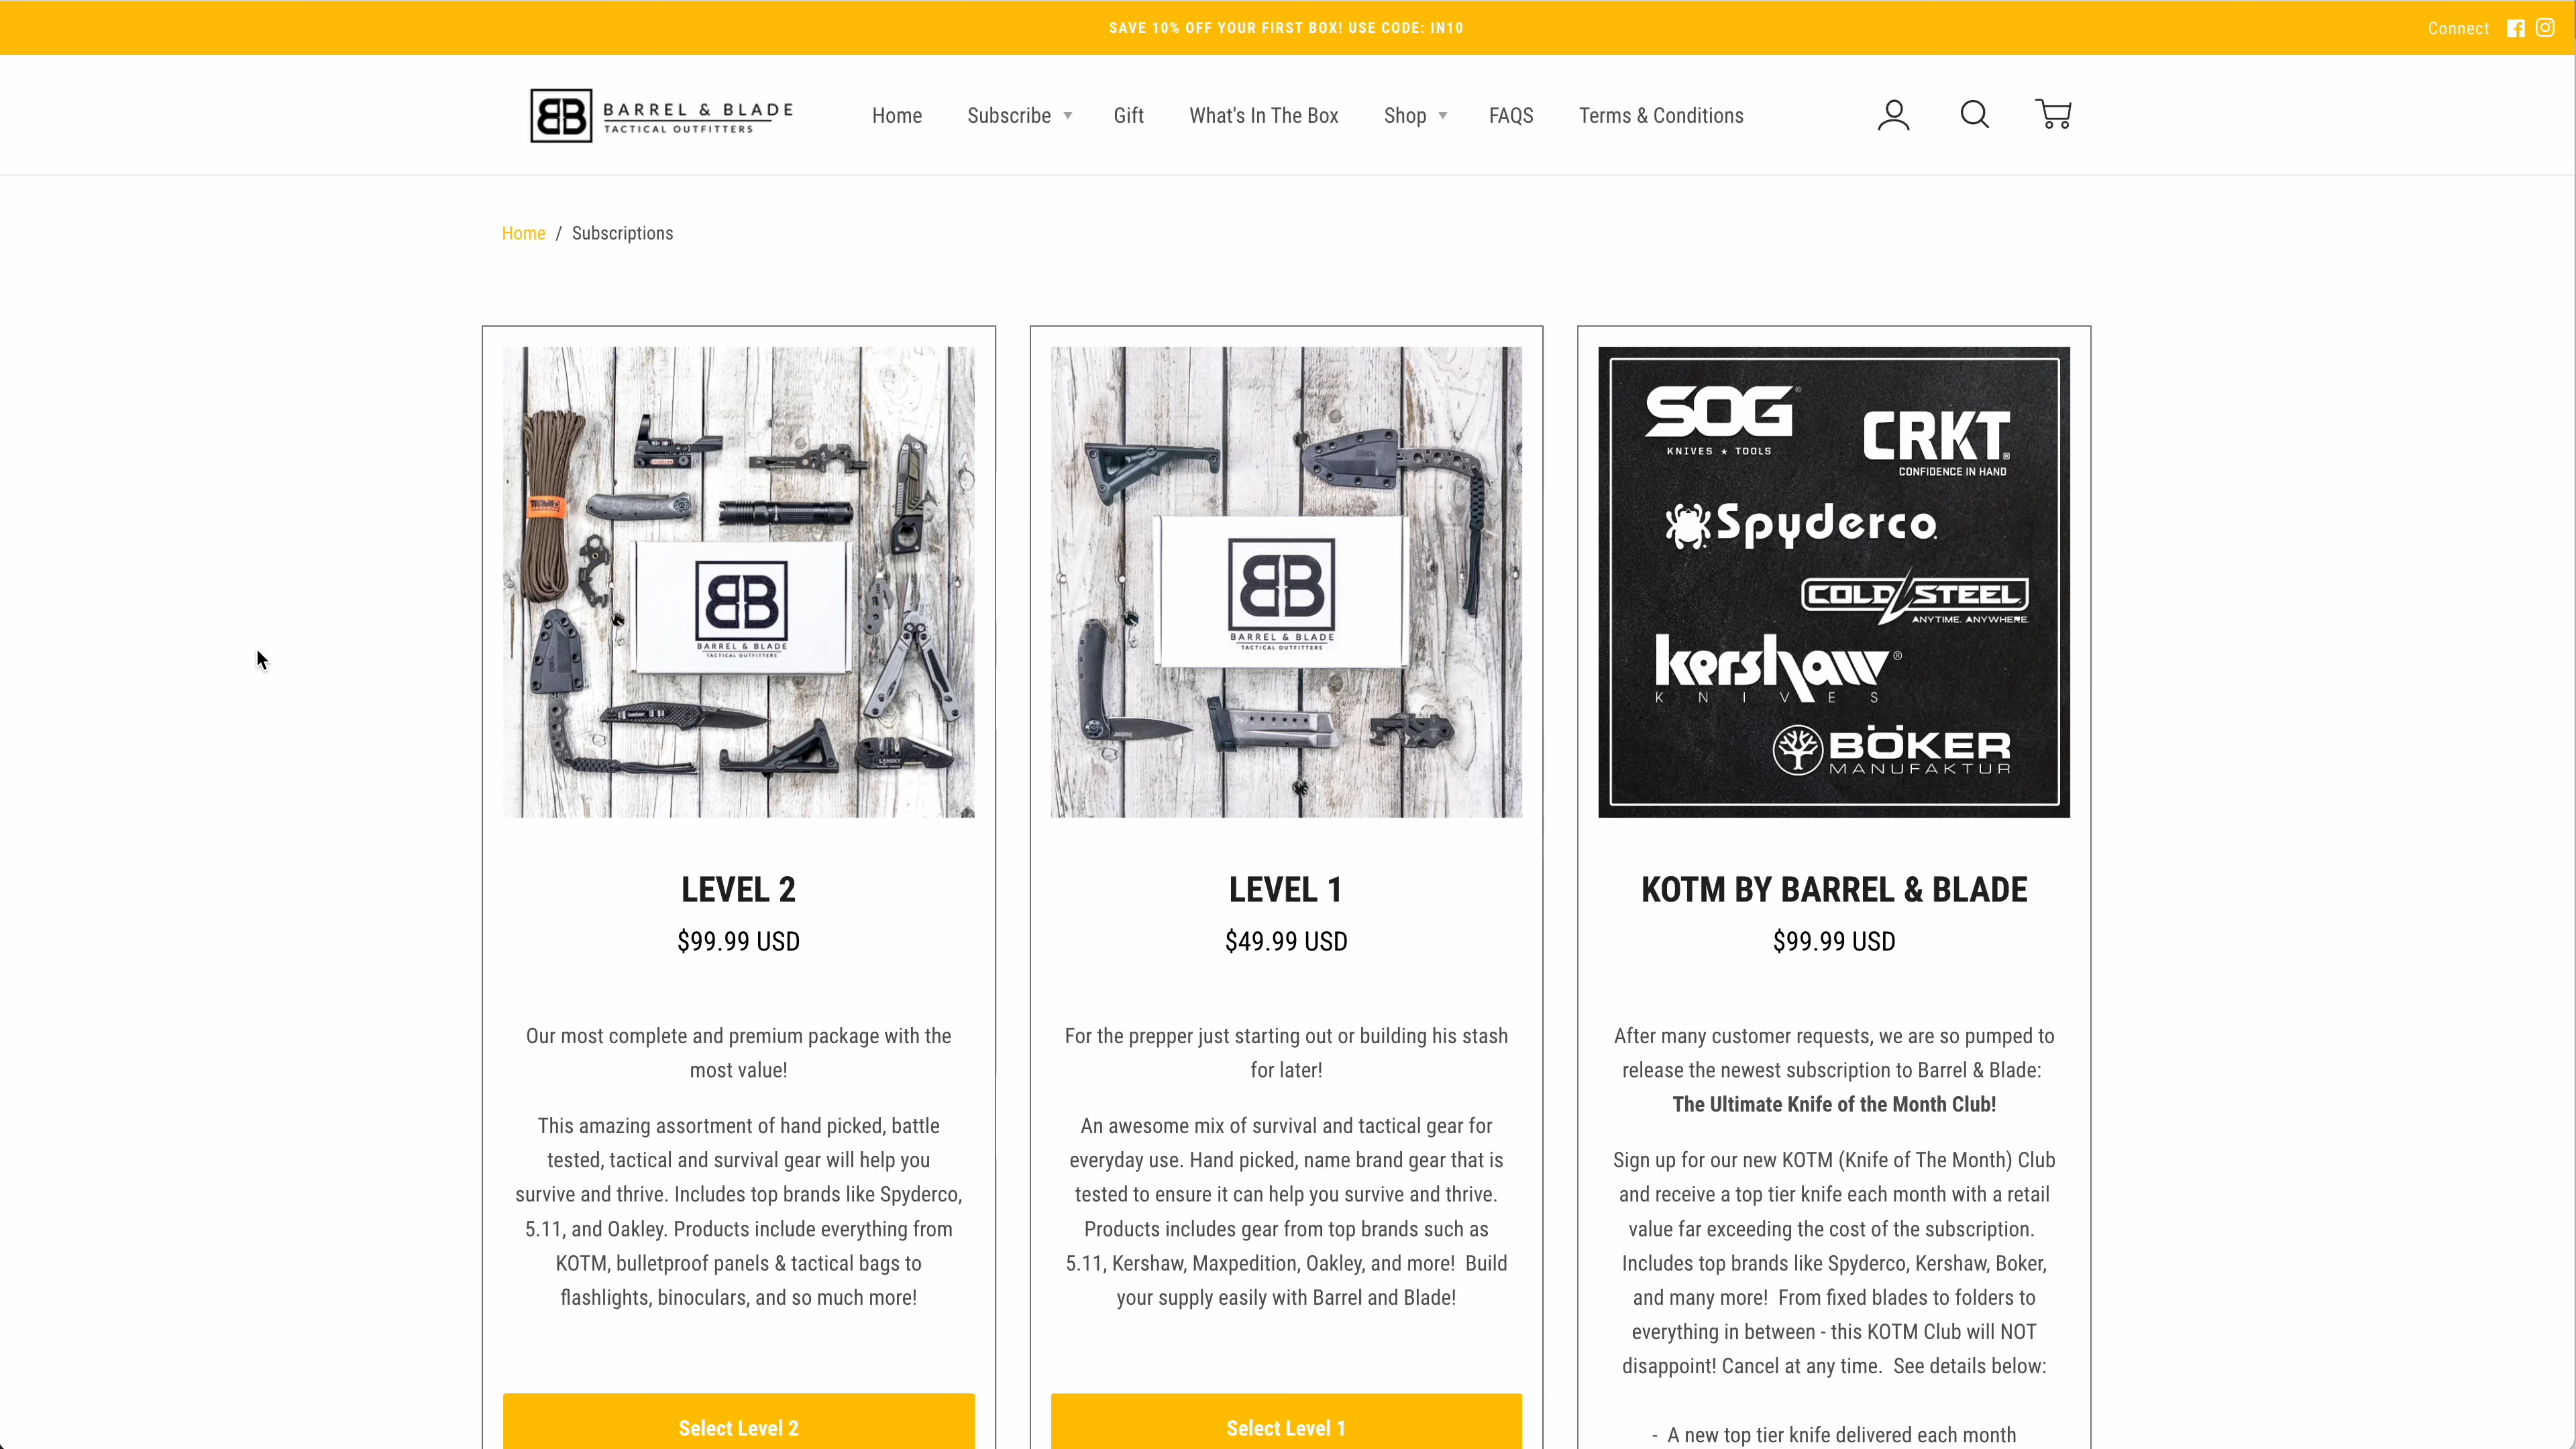 SAVE 10% OFF YOUR FIRST BOX! USE CODE: IN10
Connect
BB BARREL & BLADE
TACTICAL OUTFITTERS
Home
Subscribe
Gift
What's In The Box
Shop
FAQS
Terms & Conditions
Home / Subscriptions
BB
BARREL & BLADE
TACTICAL OUTFITTERS
LANSKY
LEVEL 2
$99.99 USD
Our most complete and premium package with the
most value!
This amazing assortment of hand picked, battle
tested, tactical and survival gear will help you
survive and thrive. Includes top brands like Spyderco,
5.11, and Oakley. Products include everything from
KOTM, bulletproof panels & tactical bags to
flashlights, binoculars, and so much more!
Select Level 2
BB
BARREL & BLADE
TACTICAL OUTFITTERS
LEVEL 1
$49.99 USD
For the prepper just starting out or building his stash
for later!
An awesome mix of survival and tactical gear for
everyday use. Hand picked, name brand gear that is
tested to ensure it can help you survive and thrive.
Products includes gear from top brands such as
5.11, Kershaw, Maxpedition, Oakley, and more!  Build
your supply easily with Barrel and Blade!
Select Level 1
SOG®
KNIVES ★ TOOLS
CRKT®
CONFIDENCE IN HAND
Spyderco
COLD STEEL
ANYTIME. ANYWHERE.
kershaw®
KNIVES
BÖKER
MANUFAKTUR
KOTM BY BARREL & BLADE
$99.99 USD
After many customer requests, we are so pumped to
release the newest subscription to Barrel & Blade:
The Ultimate Knife of the Month Club!
Sign up for our new KOTM (Knife of The Month) Club
and receive a top tier knife each month with a retail
value far exceeding the cost of the subscription.
Includes top brands like Spyderco, Kershaw, Boker,
and many more!  From fixed blades to folders to
everything in between - this KOTM Club will NOT
disappoint! Cancel at any time.  See details below:
- A new top tier knife delivered each month